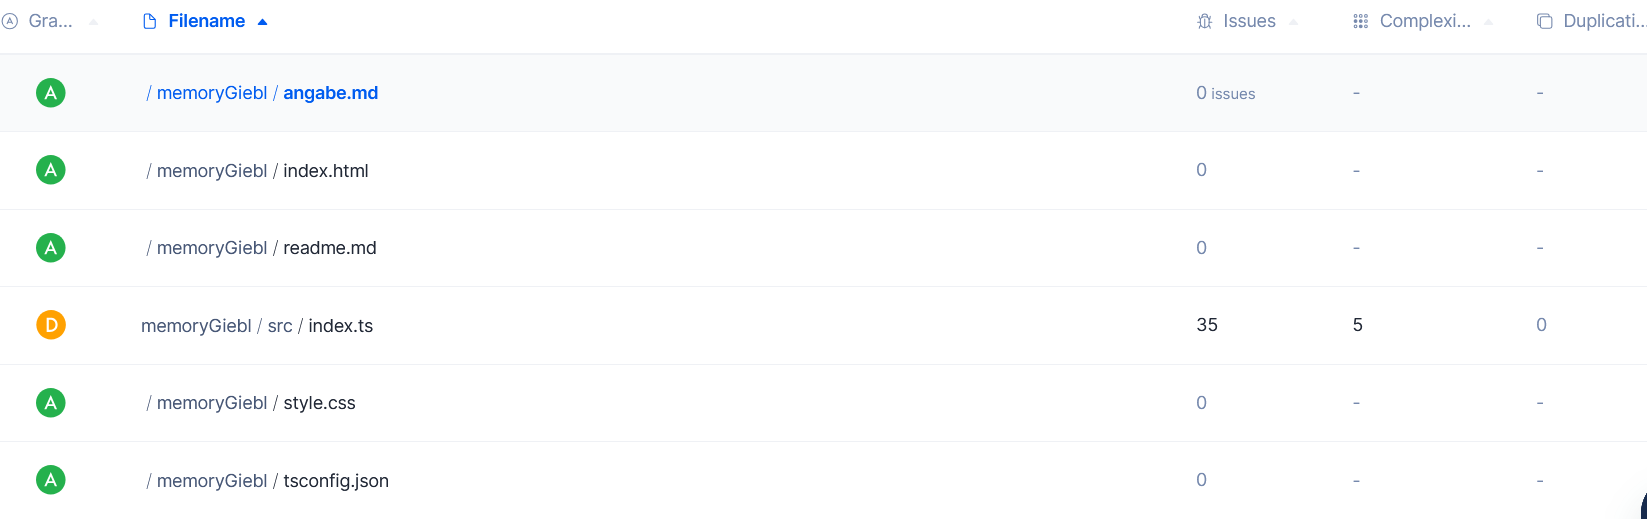 A Gra... Filename Issues Complexi... Duplicati...
A / memoryGiebl / angabe.md 0 issues - -
A / memoryGiebl / index.html 0 - -
A / memoryGiebl / readme.md 0 - -
D memoryGiebl / src / index.ts 35 5 0
A / memoryGiebl / style.css 0 - -
A / memoryGiebl / tsconfig.json 0 - -